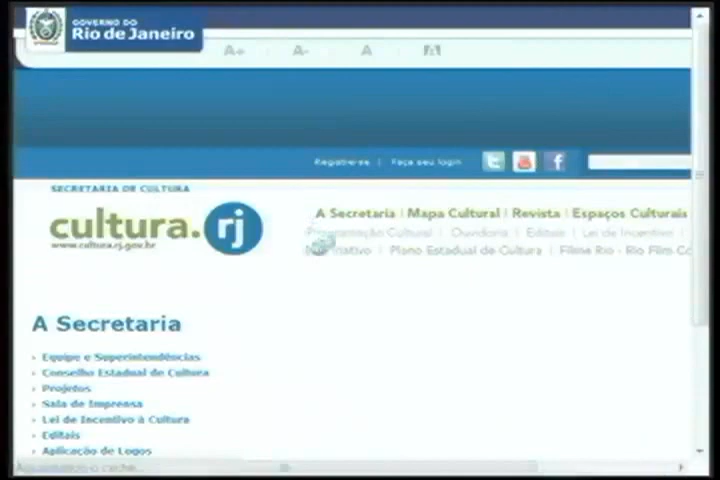 GOVERNO DO
Rio de Janeiro
A+ A- A
Registre-se | Faça seu login
SECRETARIA DE CULTURA
cultura.rj
www.cultura.rj.gov.br
A Secretaria | Mapa Cultural | Revista | Espaços Culturais
Programação Cultural | Ouvidoria | Editais | Lei de Incentivo |
Plano Estadual de Cultura | Filme Rio - Rio Film Co
A Secretaria
Equipe e Superintendências
Conselho Estadual de Cultura
Projetos
Sala de Imprensa
Lei de Incentivo à Cultura
Editais
Aplicação de Logos
Aguardando o cache...